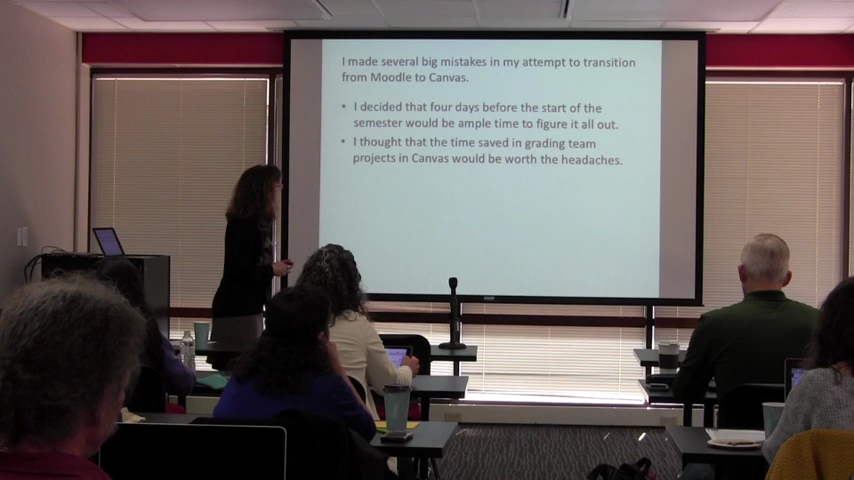 I made several big mistakes in my attempt to transition
from Moodle to Canvas.
• I decided that four days before the start of the
semester would be ample time to figure it all out.
• I thought that the time saved in grading team
projects in Canvas would be worth the headaches.